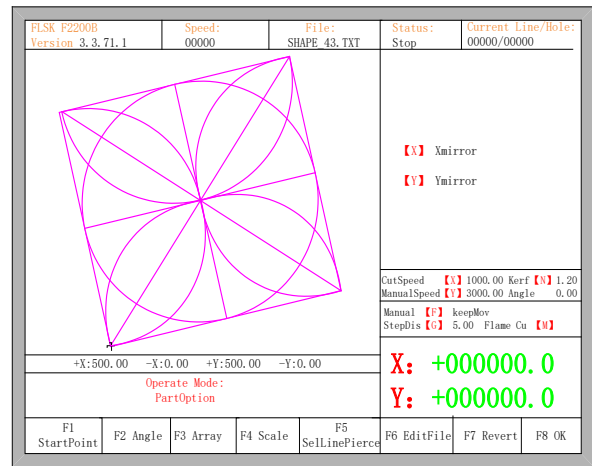 FLSK F2200B
Version 3.3.71.1
Speed:
00000
File:
SHAPE_43.TXT
Status:
Stop
Current Line/Hole:
00000/00000
【X】 Xmirror
【Y】 Ymirror
CutSpeed 【X】 1000.00 Kerf 【N】 1.20
ManualSpeed 【Y】 3000.00 Angle 0.00
Manual 【F】 keepMov
StepDis 【G】 5.00 Flame Cu 【M】
+X:500.00 -X:0.00 +Y:500.00 -Y:0.00
Operate Mode:
PartOption
X: +000000.0
Y: +000000.0
F1
StartPoint
F2 Angle
F3 Array
F4 Scale
F5
SelLinePierce
F6 EditFile
F7 Revert
F8 OK